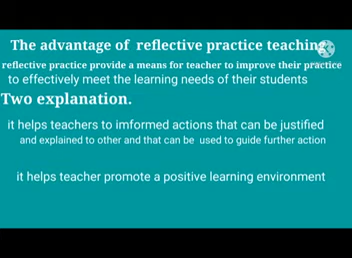 The advantage of reflective practice teaching
reflective practice provide a means for teacher to improve their practice
to effectively meet the learning needs of their students
Two explanation.
it helps teachers to imformed actions that can be justified
and explained to other and that can be used to guide further action
it helps teacher promote a positive learning environment